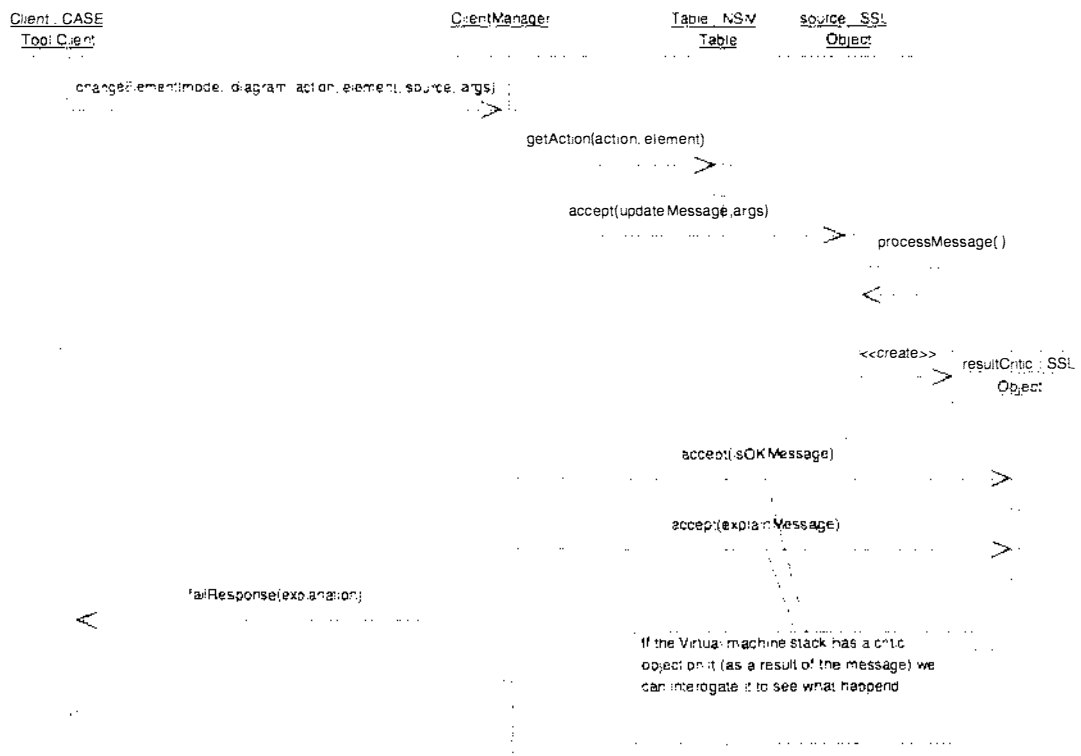 Client : CASE
Tool Client
ClientManager
Table : NSM
Table
source : SSL
Object
changeElement(mode, diagram, action, element, source, args)
getAction(action, element)
accept(updateMessage,args)
processMessage( )
<<create>>
resultCritic : SSL
Object
accept(isOKMessage)
accept(explainMessage)
failResponse(explanation)
If the Virtual machine stack has a critic
object on it (as a result of the message) we
can interogate it to see what happend